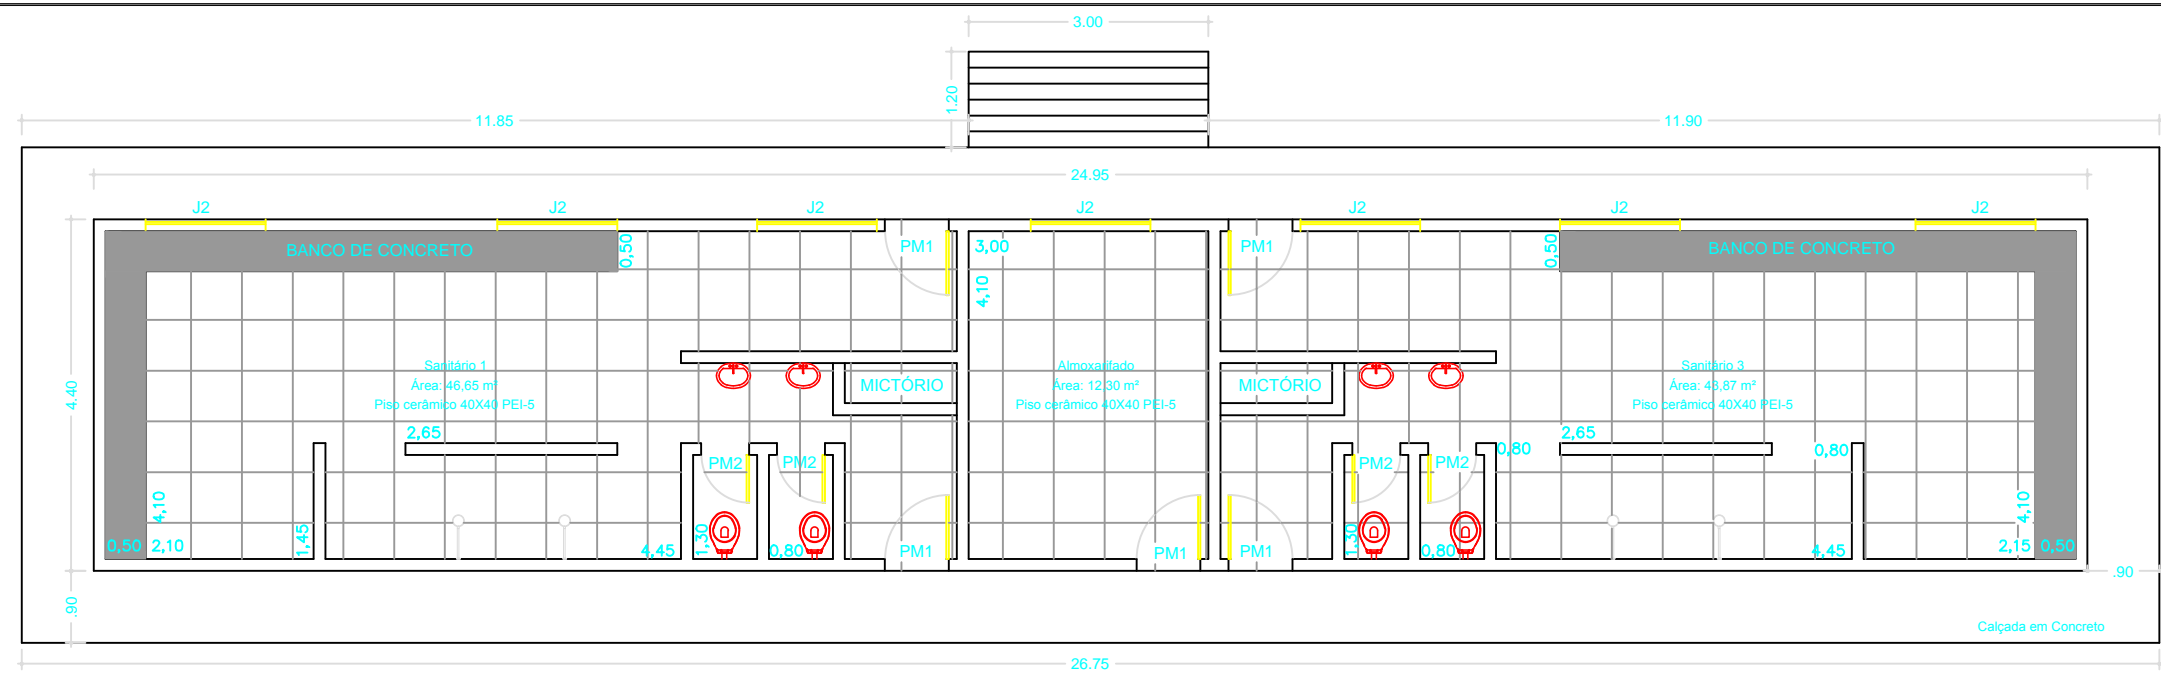 3.00
1.20
11.85
11.90
24.95
J2
J2
J2
J2
J2
J2
J2
BANCO DE CONCRETO
0,50
PM1
3,00
4,10
PM1
0,50
BANCO DE CONCRETO
4.40
Sanitário 1
Área: 46,65 m²
Piso cerâmico 40X40 PEI-5
MICTÓRIO
Almoxarifado
Área: 12,30 m²
Piso cerâmico 40X40 PEI-5
MICTÓRIO
Sanitário 3
Área: 43,87 m²
Piso cerâmico 40X40 PEI-5
2,65
2,65
0,80
0,80
PM2
PM2
PM2
PM2
4,10
4,10
0,50
2,10
1,45
4,45
1,30
0,80
PM1
PM1
PM1
1,30
0,80
4,45
2,15
0,50
.90
.90
Calçada em Concreto
26.75